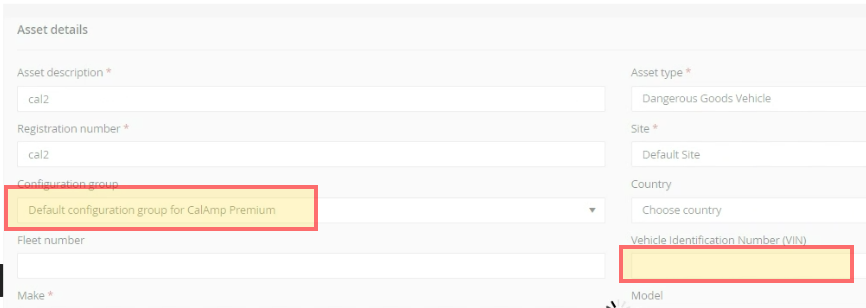 Asset details
Asset description *
Asset type *
cal2
Dangerous Goods Vehicle
Registration number *
Site *
cal2
Default Site
Configuration group
Country
Default configuration group for CalAmp Premium
Choose country
Fleet number
Vehicle Identification Number (VIN)
Make *
Model